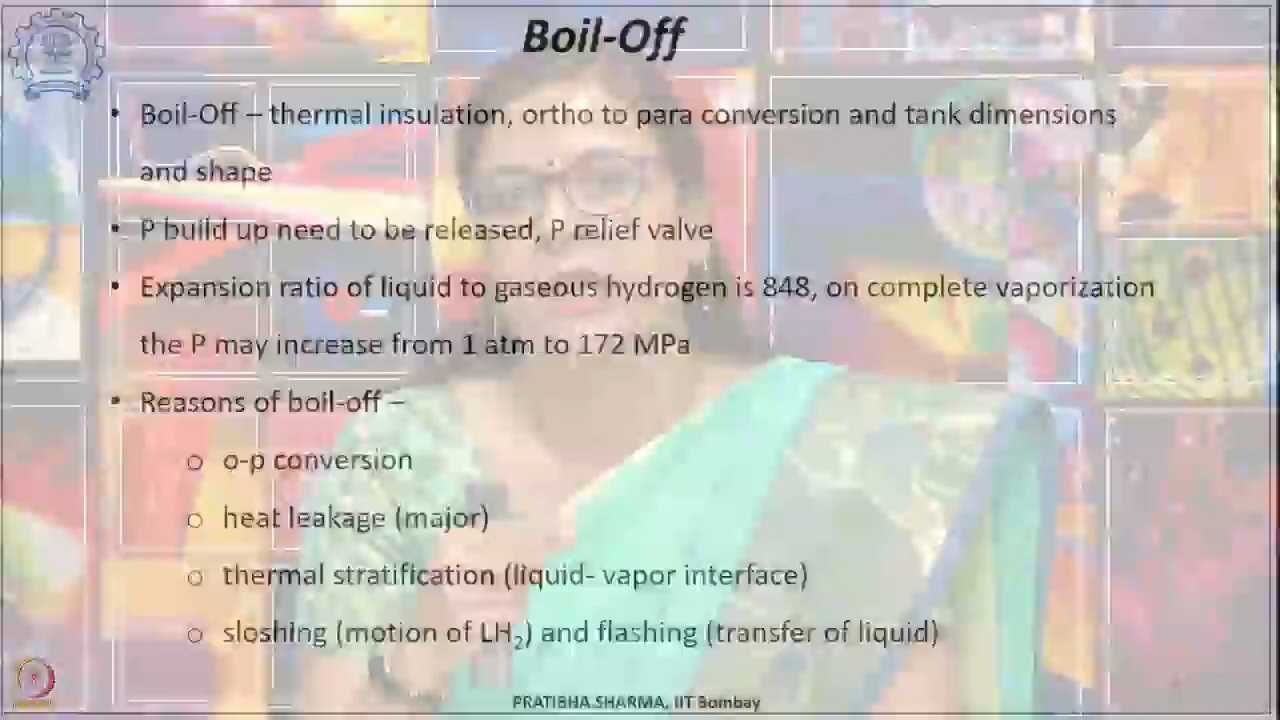 Boil-Off
• Boil-Off – thermal insulation, ortho to para conversion and tank dimensions
and shape
• P build up need to be released, P relief valve
• Expansion ratio of liquid to gaseous hydrogen is 848, on complete vaporization
the P may increase from 1 atm to 172 MPa
• Reasons of boil-off –
o o-p conversion
o heat leakage (major)
o thermal stratification (liquid- vapor interface)
o sloshing (motion of LH₂) and flashing (transfer of liquid)
PRATIBHA SHARMA, IIT Bombay